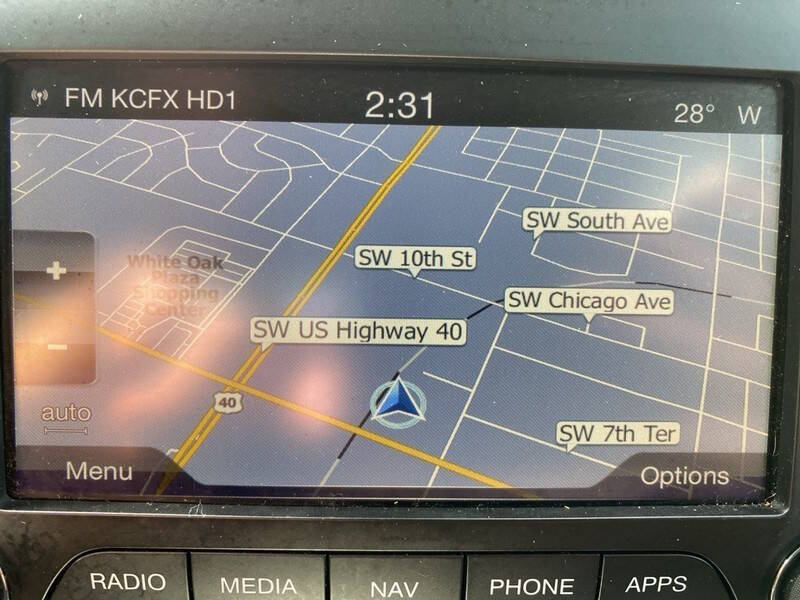 FM KCFX HD1
2:31
28° W
SW South Ave
SW 10th St
White Oak
Plaza
Shopping
Center
+
SW Chicago Ave
SW US Highway 40
-
40
auto
SW 7th Ter
Menu
Options
RADIO
MEDIA
NAV
PHONE
APPS